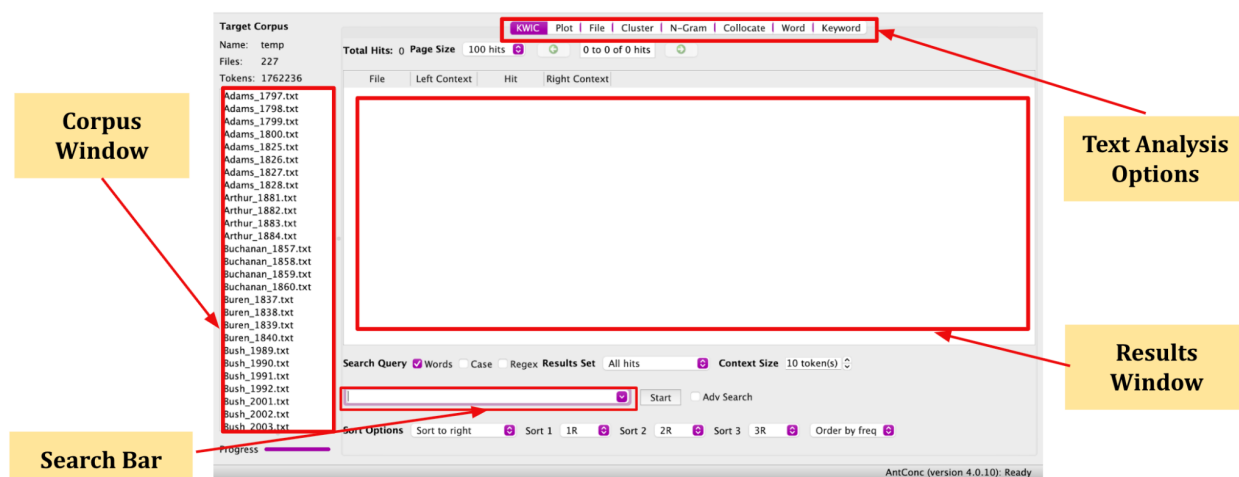 Target Corpus
Name: temp
Files: 227
Tokens: 1762236
Adams_1797.txt
Adams_1798.txt
Adams_1799.txt
Adams_1800.txt
Adams_1825.txt
Adams_1826.txt
Adams_1827.txt
Adams_1828.txt
Arthur_1881.txt
Arthur_1882.txt
Arthur_1883.txt
Arthur_1884.txt
Buchanan_1857.txt
Buchanan_1858.txt
Buchanan_1859.txt
Buchanan_1860.txt
Buren_1837.txt
Buren_1838.txt
Buren_1839.txt
Buren_1840.txt
Bush_1989.txt
Bush_1990.txt
Bush_1991.txt
Bush_1992.txt
Bush_2001.txt
Bush_2002.txt
Bush_2003.txt
Progress
KWIC Plot File Cluster N-Gram Collocate Word Keyword
Total Hits: 0 Page Size 100 hits 0 to 0 of 0 hits
File Left Context Hit Right Context
Search Query Words Case Regex Results Set All hits Context Size 10 token(s)
Start Adv Search
Sort Options Sort to right Sort 1 1R Sort 2 2R Sort 3 3R Order by freq
AntConc (version 4.0.10): Ready
Corpus
Window
Search Bar
Text Analysis
Options
Results
Window